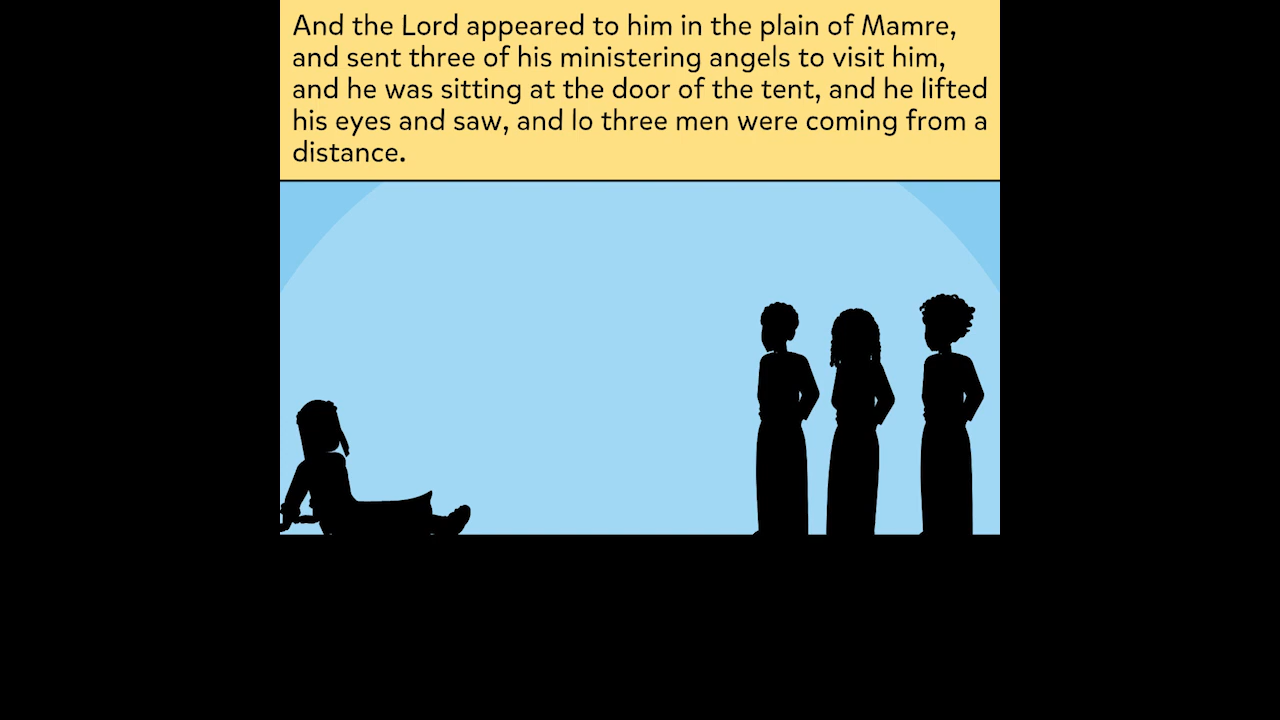 And the Lord appeared to him in the plain of Mamre,
and sent three of his ministering angels to visit him,
and he was sitting at the door of the tent, and he lifted
his eyes and saw, and lo three men were coming from a
distance.